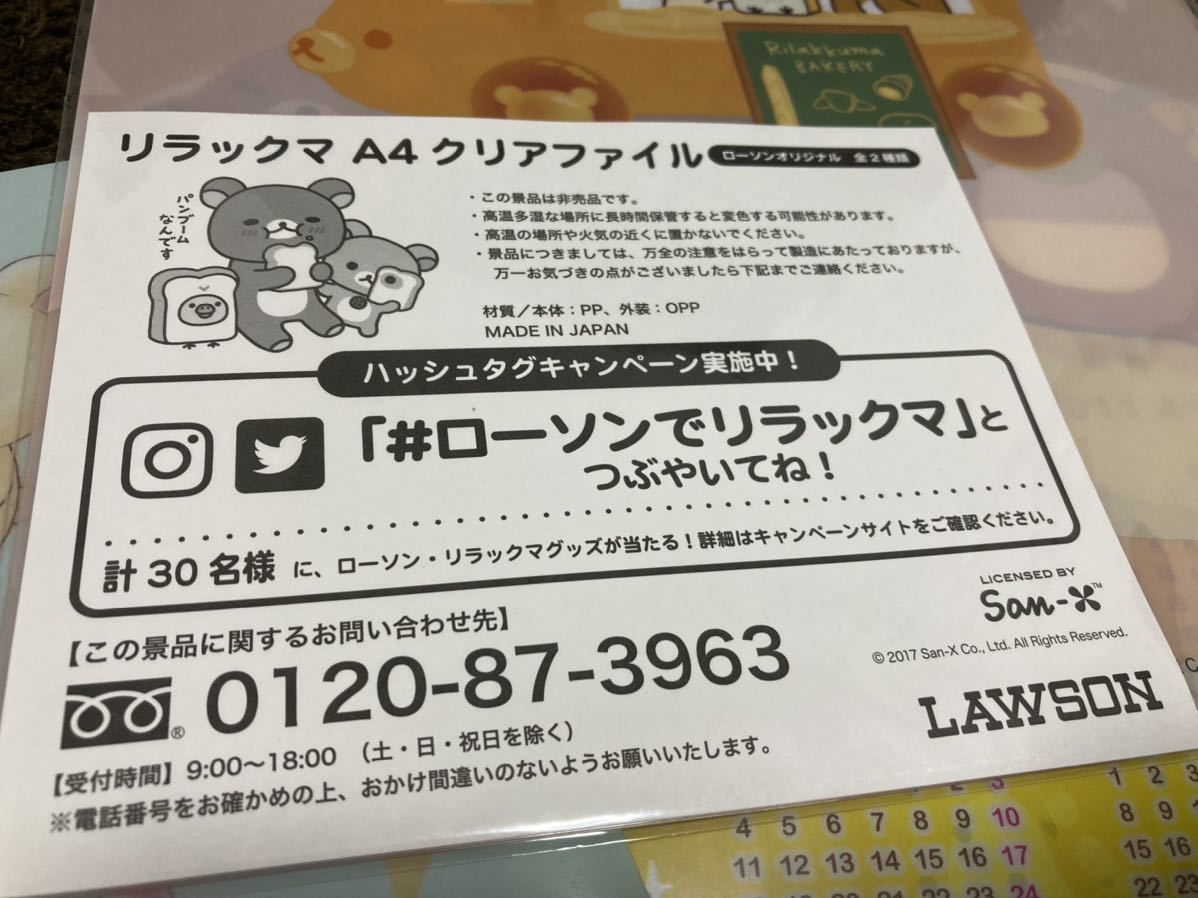 Rilakkuma
BAKERY
リラックマ A4 クリアファイル ローソンオリジナル 全2種類
パンブーム
なんです
・この景品は非売品です。
・高温多湿な場所に長時間保管すると変色する可能性があります。
・高温の場所や火気の近くに置かないでください。
・景品につきましては、万全の注意をはらって製造にあたっておりますが、
万一お気づきの点がございましたら下記までご連絡ください。
材質／本体：PP、外装：OPP
MADE IN JAPAN
ハッシュタグキャンペーン実施中！
「#ローソンでリラックマ」と
つぶやいてね！
計30名様 に、ローソン・リラックマグッズが当たる！詳細はキャンペーンサイトをご確認ください。
【この景品に関するお問い合わせ先】
0120-87-3963
【受付時間】9:00〜18:00 （土・日・祝日を除く）
※電話番号をお確かめの上、おかけ間違いのないようお願いいたします。
LICENSED BY
San-X™
© 2017 San-X Co., Ltd. All Rights Reserved.
LAWSON
1 2 3
4 5 6 7 8 9 10
8 9
11 12 13 14 15 16 17
15 16
22 23 24
22 23